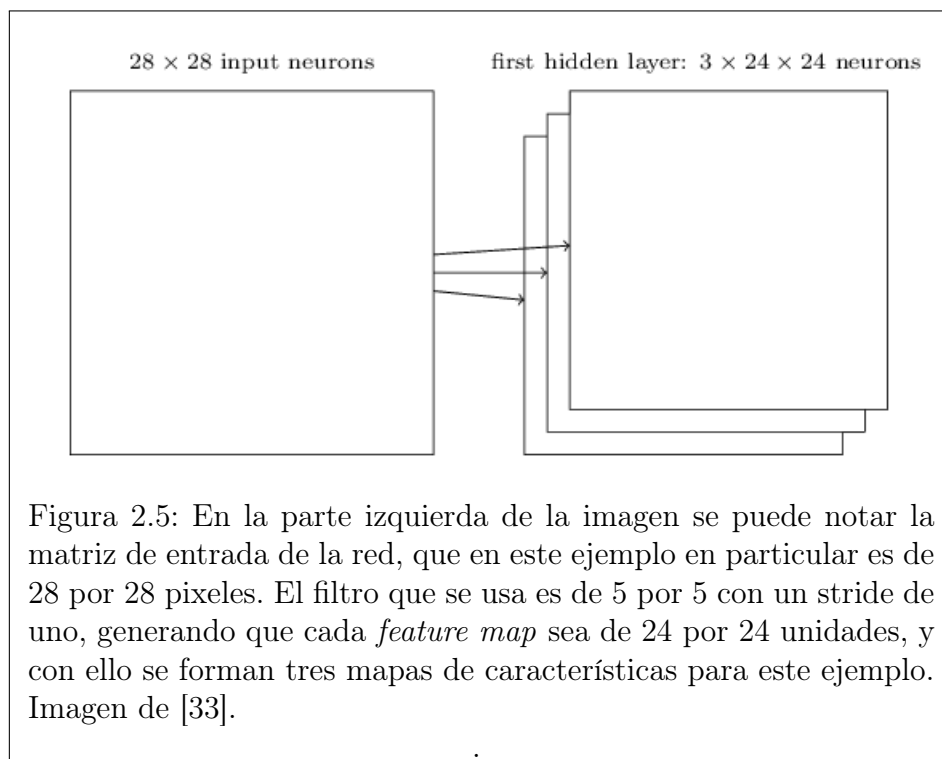 28 × 28 input neurons
first hidden layer: 3 × 24 × 24 neurons
Figura 2.5: En la parte izquierda de la imagen se puede notar la
matriz de entrada de la red, que en este ejemplo en particular es de
28 por 28 pixeles. El filtro que se usa es de 5 por 5 con un stride de
uno, generando que cada feature map sea de 24 por 24 unidades, y
con ello se forman tres mapas de características para este ejemplo.
Imagen de [33].
.